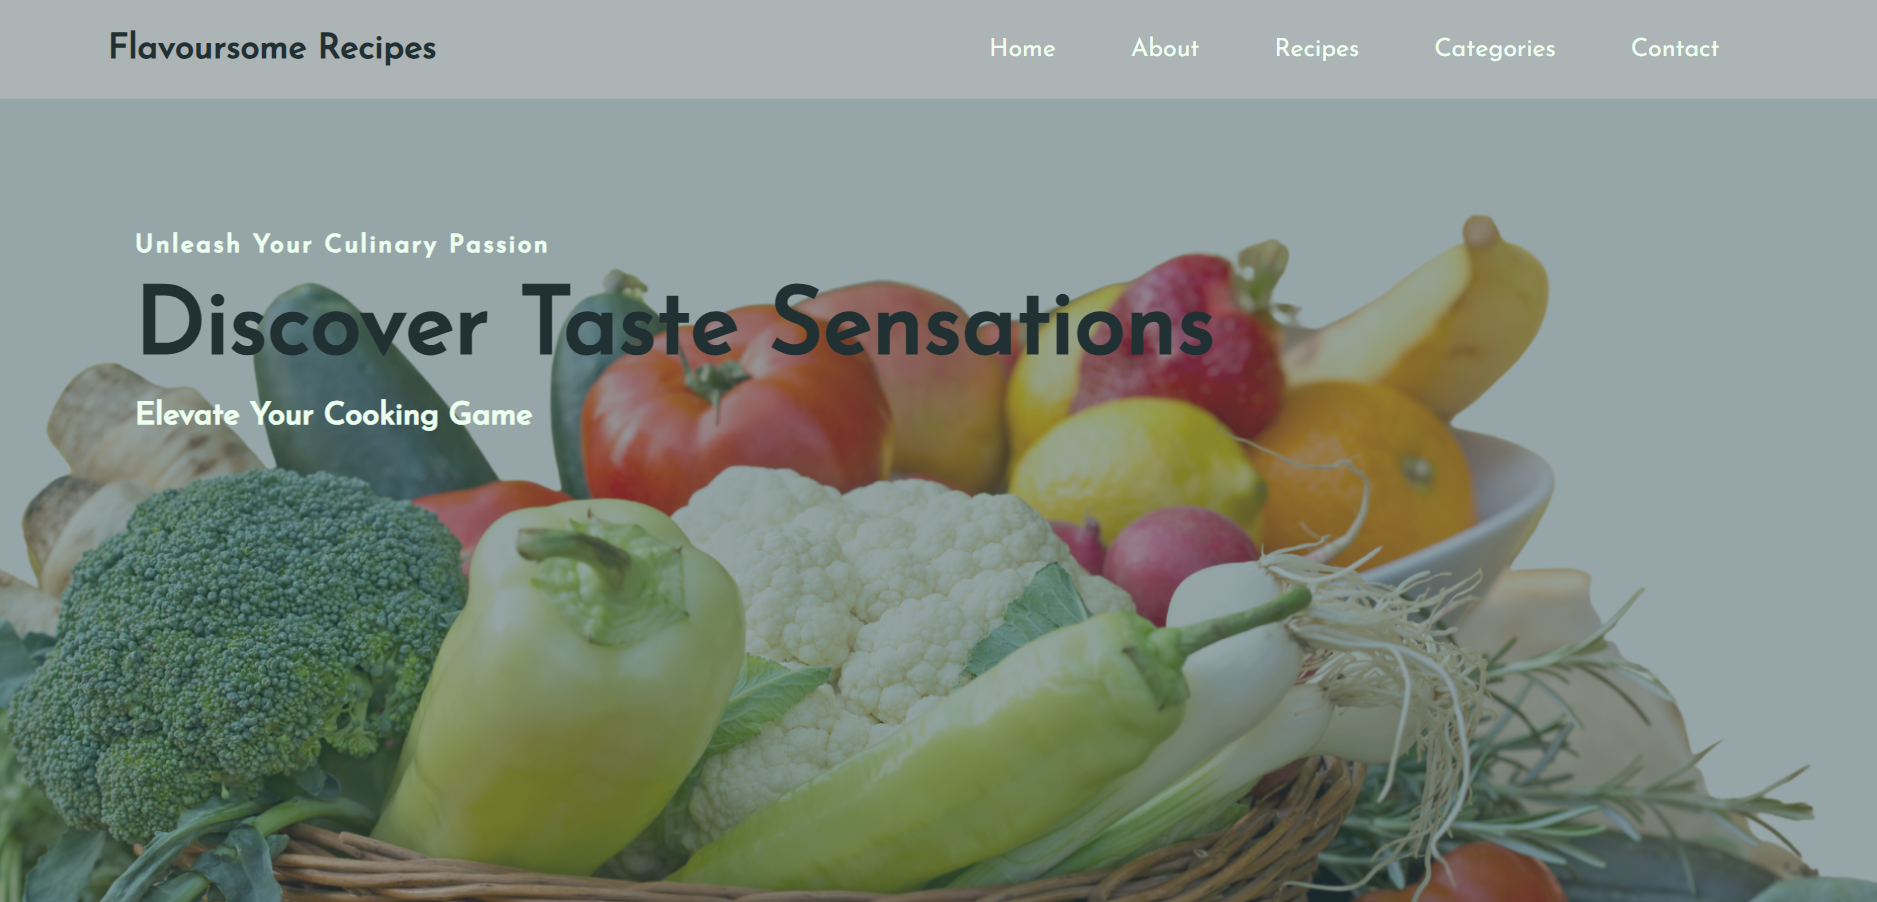 Flavoursome Recipes
Home About Recipes Categories Contact
Unleash Your Culinary Passion
Discover Taste Sensations
Elevate Your Cooking Game